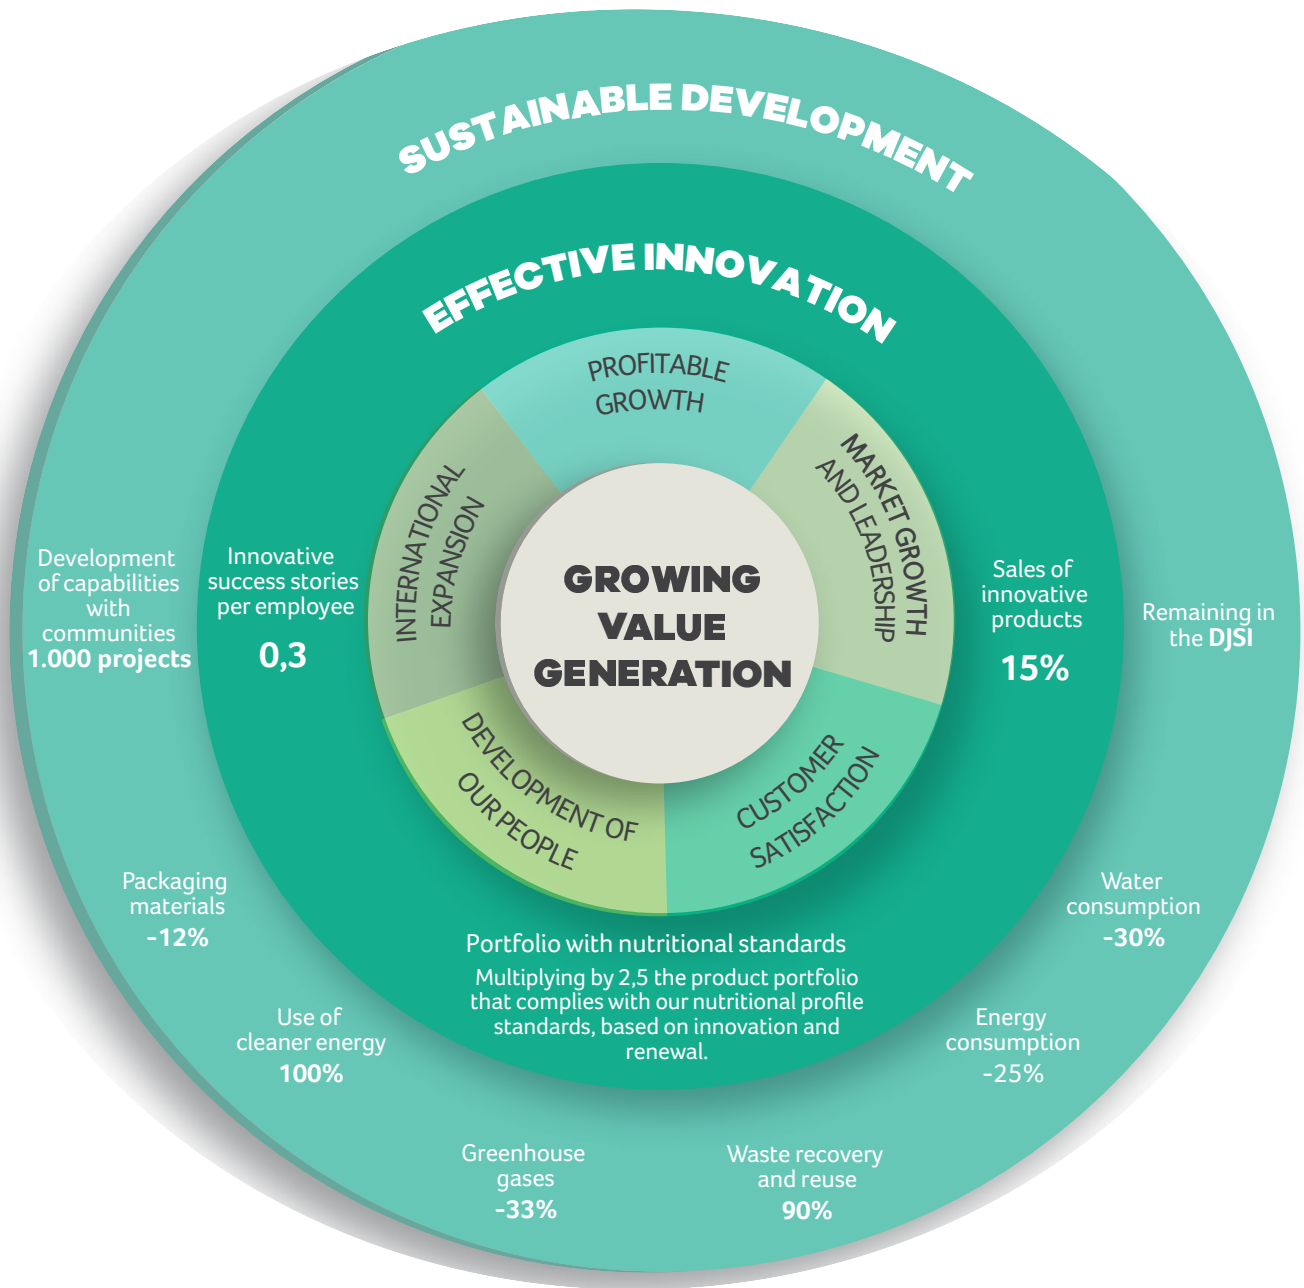 SUSTAINABLE DEVELOPMENT
EFFECTIVE INNOVATION
PROFITABLE
GROWTH
MARKET GROWTH
AND LEADERSHIP
CUSTOMER
SATISFACTION
DEVELOPMENT OF
OUR PEOPLE
INTERNATIONAL
EXPANSION
GROWING
VALUE
GENERATION
Development
of capabilities
with
communities
1.000 projects
Innovative
success stories
per employee
0,3
Sales of
innovative
products
15%
Remaining in
the DJSI
Packaging
materials
-12%
Water
consumption
-30%
Portfolio with nutritional standards
Multiplying by 2,5 the product portfolio
that complies with our nutritional profile
standards, based on innovation and
renewal.
Use of
cleaner energy
100%
Energy
consumption
-25%
Greenhouse
gases
-33%
Waste recovery
and reuse
90%